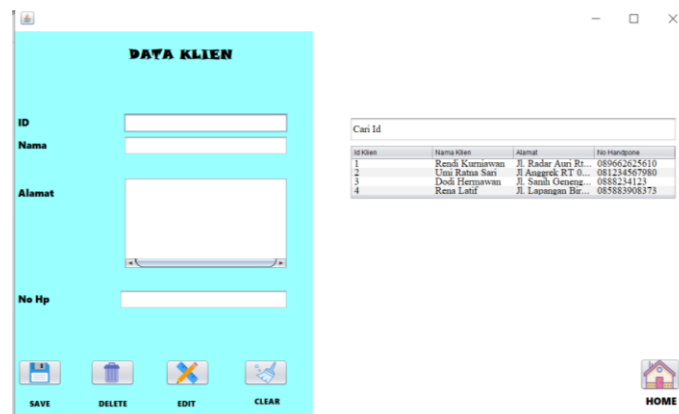 DATA KLIEN
ID
Nama
Alamat
No Hp
SAVE DELETE EDIT CLEAR
Cari Id
Id Klien Nama Klien Alamat No Handpone
1 Rendi Kurniawan Jl. Radar Auri Rt... 089662625610
2 Umi Ratna Sari Jl Anggrek RT 0... 081234567980
3 Dodi Hermawan Jl. Sanih Geneng... 0888234123
4 Rena Latif Jl. Lapangan Bir... 085883908373
HOME